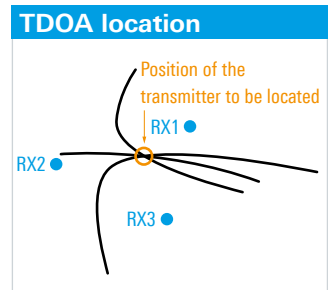 TDOA location
Position of the
transmitter to be located
RX1
RX2
RX3